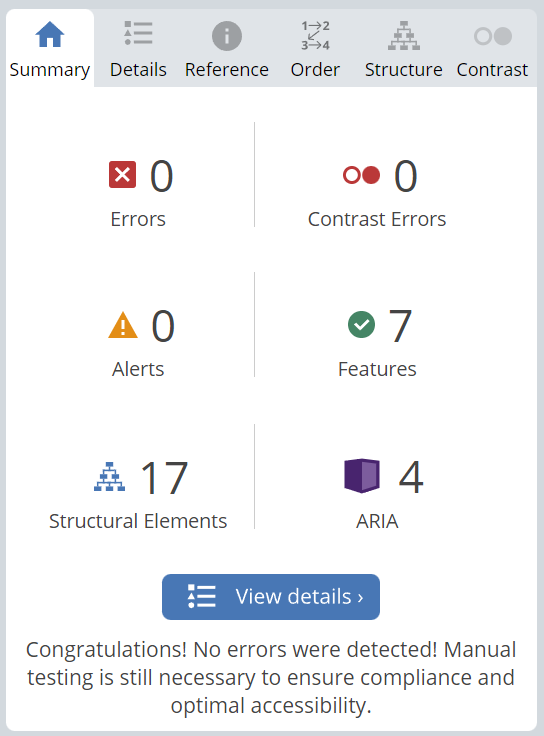 1→2
3→4
Summary Details Reference Order Structure Contrast
0 0
Errors Contrast Errors
0 7
Alerts Features
17 4
Structural Elements ARIA
View details ›
Congratulations! No errors were detected! Manual
testing is still necessary to ensure compliance and
optimal accessibility.